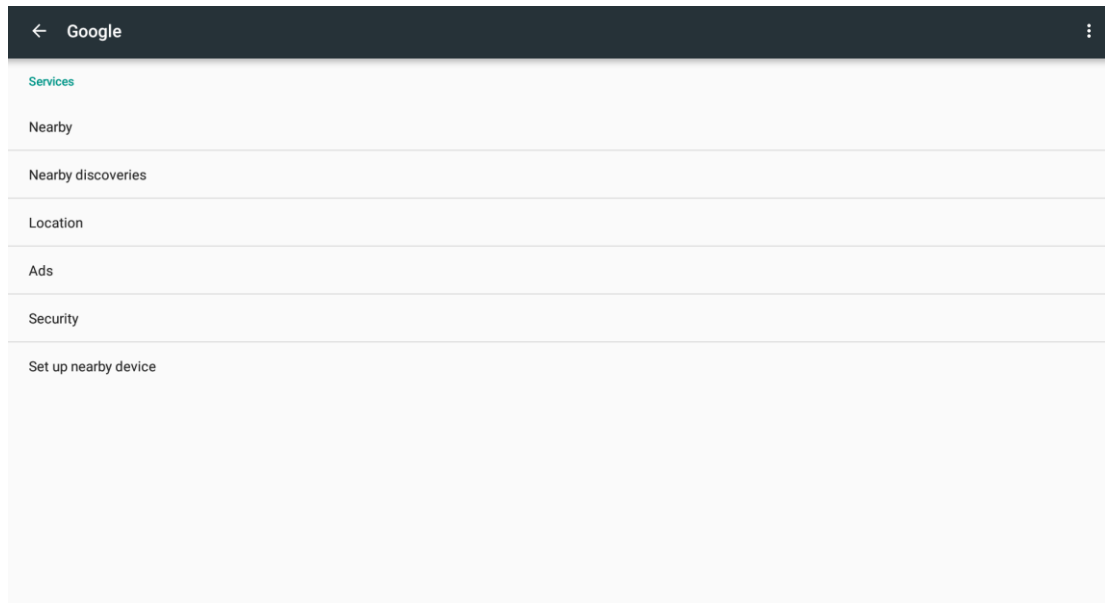 Google
Services
Nearby
Nearby discoveries
Location
Ads
Security
Set up nearby device